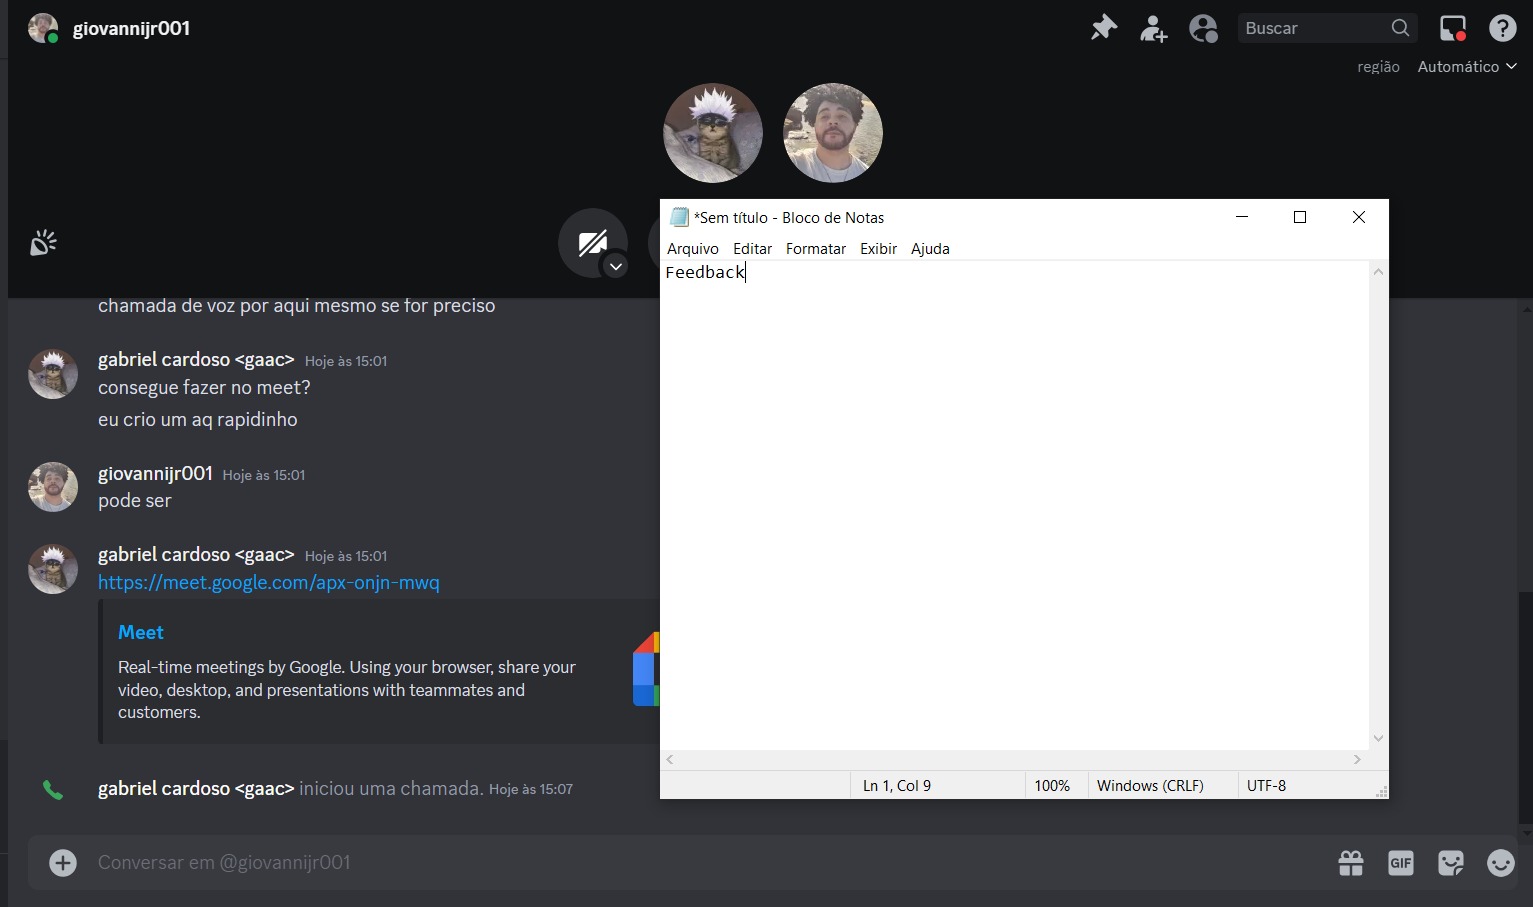 giovannijr001
Buscar
região Automático
*Sem título - Bloco de Notas
Arquivo Editar Formatar Exibir Ajuda
Feedback
chamada de voz por aqui mesmo se for preciso
gabriel cardoso <gaac> Hoje às 15:01
consegue fazer no meet?
eu crio um aq rapidinho
giovannijr001 Hoje às 15:01
pode ser
gabriel cardoso <gaac> Hoje às 15:01
https://meet.google.com/apx-onjn-mwq
Meet
Real-time meetings by Google. Using your browser, share your
video, desktop, and presentations with teammates and
customers.
gabriel cardoso <gaac> iniciou uma chamada. Hoje às 15:07
Ln 1, Col 9 100% Windows (CRLF) UTF-8
Conversar em @giovannijr001
GIF